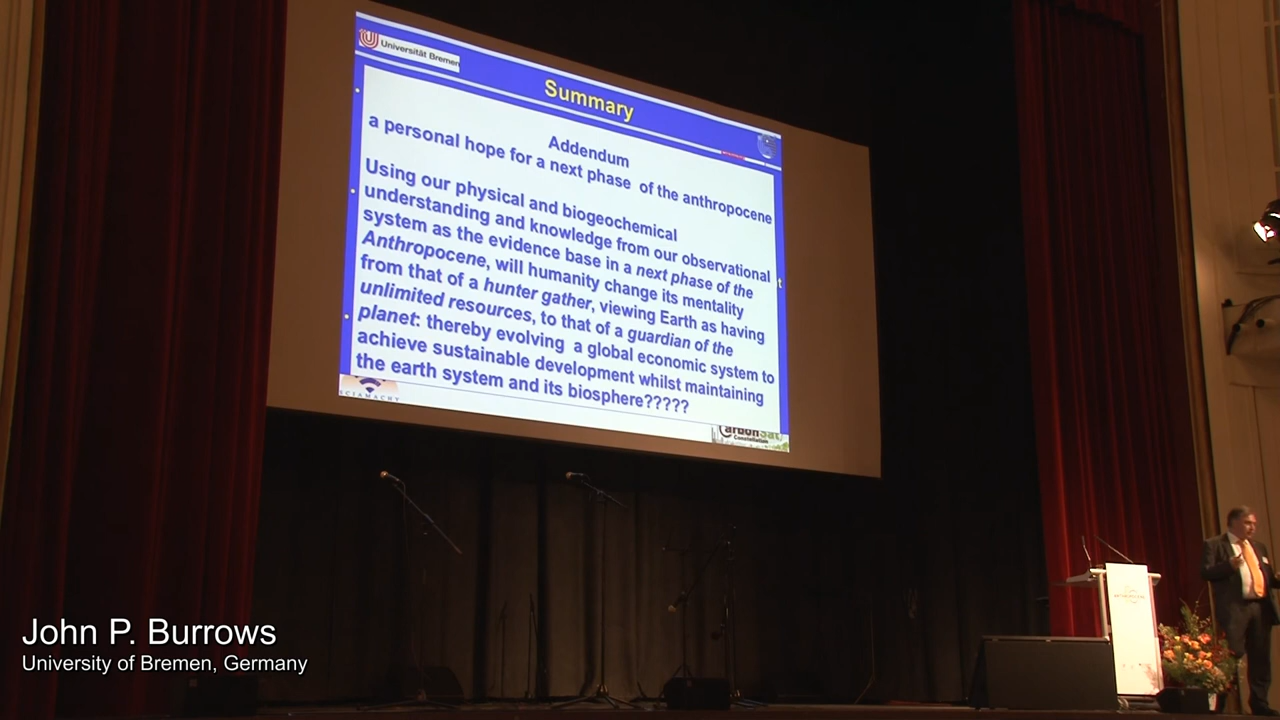 Universität Bremen
Summary
Addendum
a personal hope for a next phase of the anthropocene
Using our physical and biogeochemical
understanding and knowledge from our observational
system as the evidence base in a next phase of the
Anthropocene, will humanity change its mentality
from that of a hunter gather, viewing Earth as having
unlimited resources, to that of a guardian of the
planet: thereby evolving a global economic system to
achieve sustainable development whilst maintaining
the earth system and its biosphere?????
t
SCIAMACHY
CarbonSat
Constellation
John P. Burrows
University of Bremen, Germany